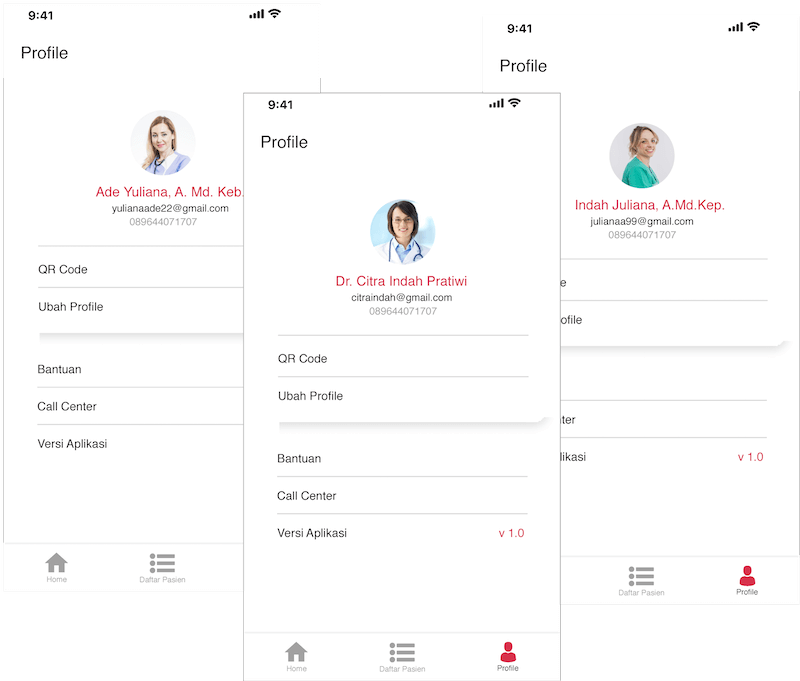 9:41
Profile
Ade Yuliana, A. Md. Keb.
yulianaade22@gmail.com
089644071707
QR Code
Ubah Profile
Bantuan
Call Center
Versi Aplikasi
Home
Daftar Pasien
9:41
Profile
Dr. Citra Indah Pratiwi
citraindah@gmail.com
089644071707
QR Code
Ubah Profile
Bantuan
Call Center
Versi Aplikasi v 1.0
Home
Daftar Pasien
Profile
9:41
Profile
Indah Juliana, A.Md.Kep.
julianaa99@gmail.com
089644071707
e
ofile
ter
likasi v 1.0
Daftar Pasien
Profile